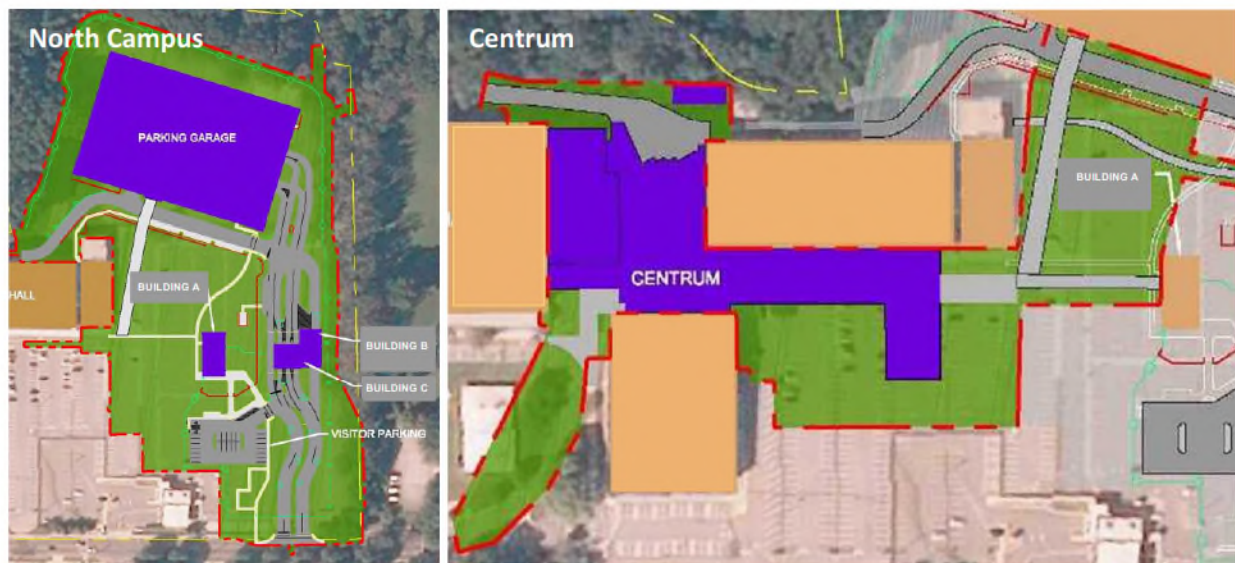 North Campus
PARKING GARAGE
BUILDING A
HALL
BUILDING B
BUILDING C
VISITOR PARKING
Centrum
BUILDING A
CENTRUM